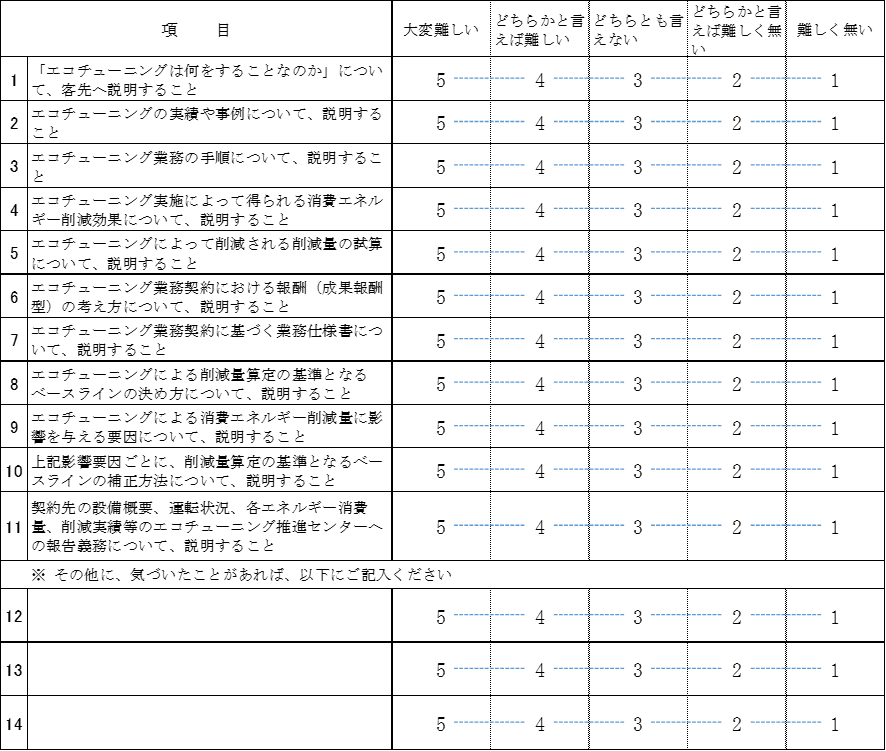 項　目 大変難しい どちらかと言えば難しい どちらとも言えない どちらかと言えば難しく無い 難しく無い
1 「エコチューニングは何をすることなのか」につい
て、客先へ説明すること 5 4 3 2 1
2 エコチューニングの実績や事例について、説明する
こと 5 4 3 2 1
3 エコチューニング業務の手順について、説明するこ
と 5 4 3 2 1
4 エコチューニング実施によって得られる消費エネル
ギー削減効果について、説明すること 5 4 3 2 1
5 エコチューニングによって削減される削減量の試算
について、説明すること 5 4 3 2 1
6 エコチューニング業務契約における報酬（成果報酬
型）の考え方について、説明すること 5 4 3 2 1
7 エコチューニング業務契約に基づく業務仕様書につ
いて、説明すること 5 4 3 2 1
8 エコチューニングによる削減量算定の基準となる
ベースラインの決め方について、説明すること 5 4 3 2 1
9 エコチューニングによる消費エネルギー削減量に影
響を与える要因について、説明すること 5 4 3 2 1
10 上記影響要因ごとに、削減量算定の基準となるベー
スラインの補正方法について、説明すること 5 4 3 2 1
11 契約先の設備概要、運転状況、各エネルギー消費
量、削減実績等のエコチューニング推進センターへ
の報告義務について、説明すること 5 4 3 2 1
※ その他に、気づいたことがあれば、以下にご記入ください
12 5 4 3 2 1
13 5 4 3 2 1
14 5 4 3 2 1